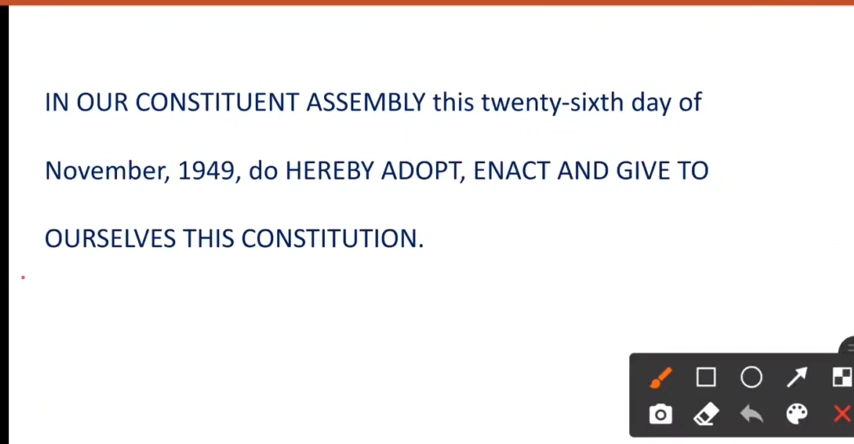 IN OUR CONSTITUENT ASSEMBLY this twenty-sixth day of
November, 1949, do HEREBY ADOPT, ENACT AND GIVE TO
OURSELVES THIS CONSTITUTION.